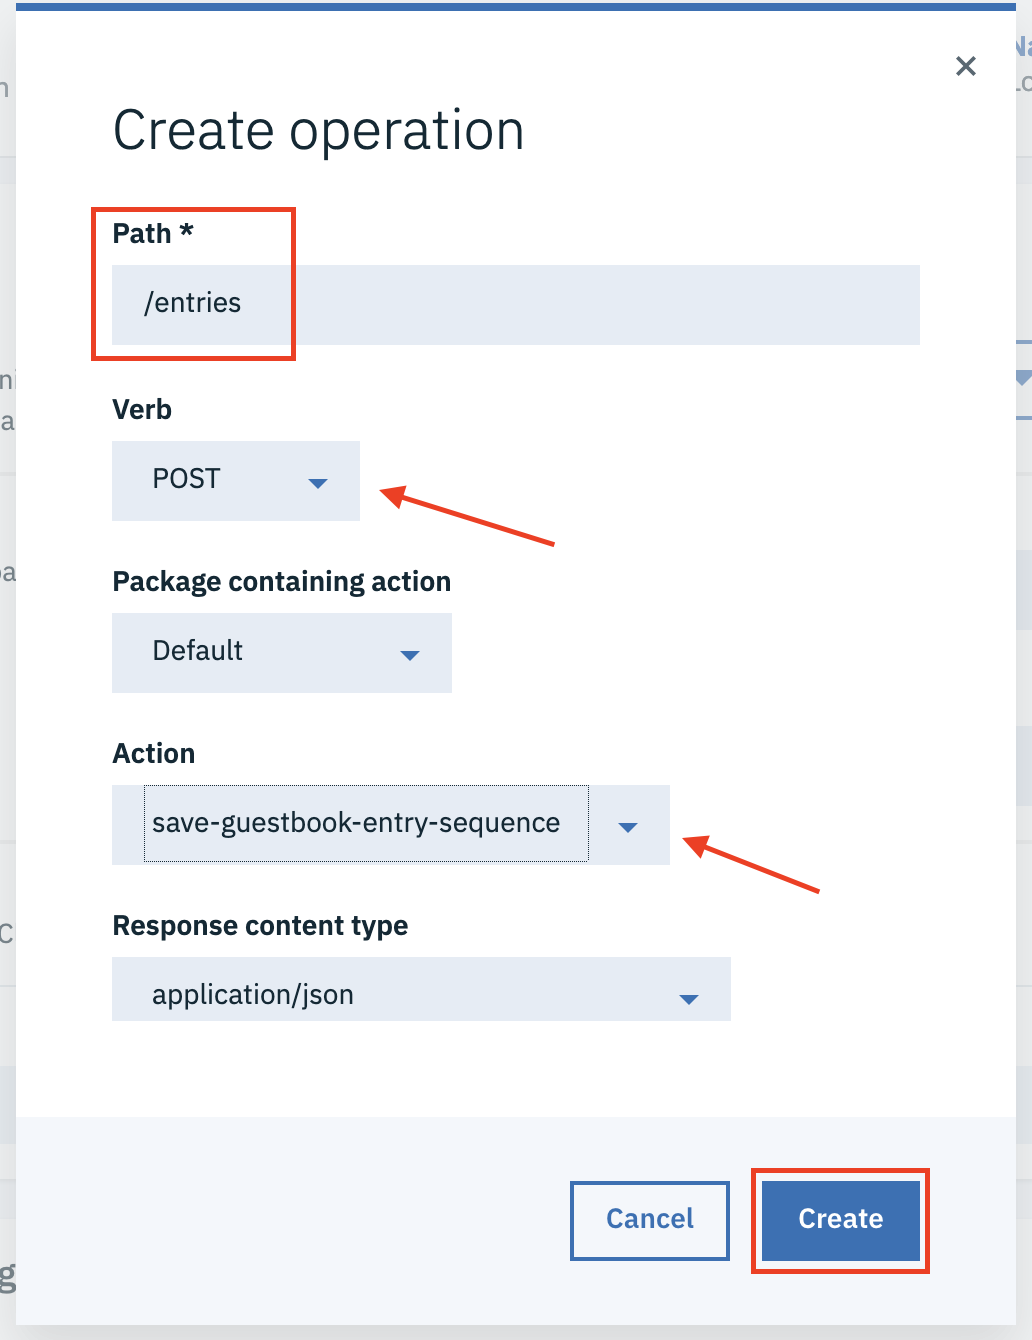 Create operation
Path *
/entries
Verb
POST
Package containing action
Default
Action
save-guestbook-entry-sequence
Response content type
application/json
Cancel
Create